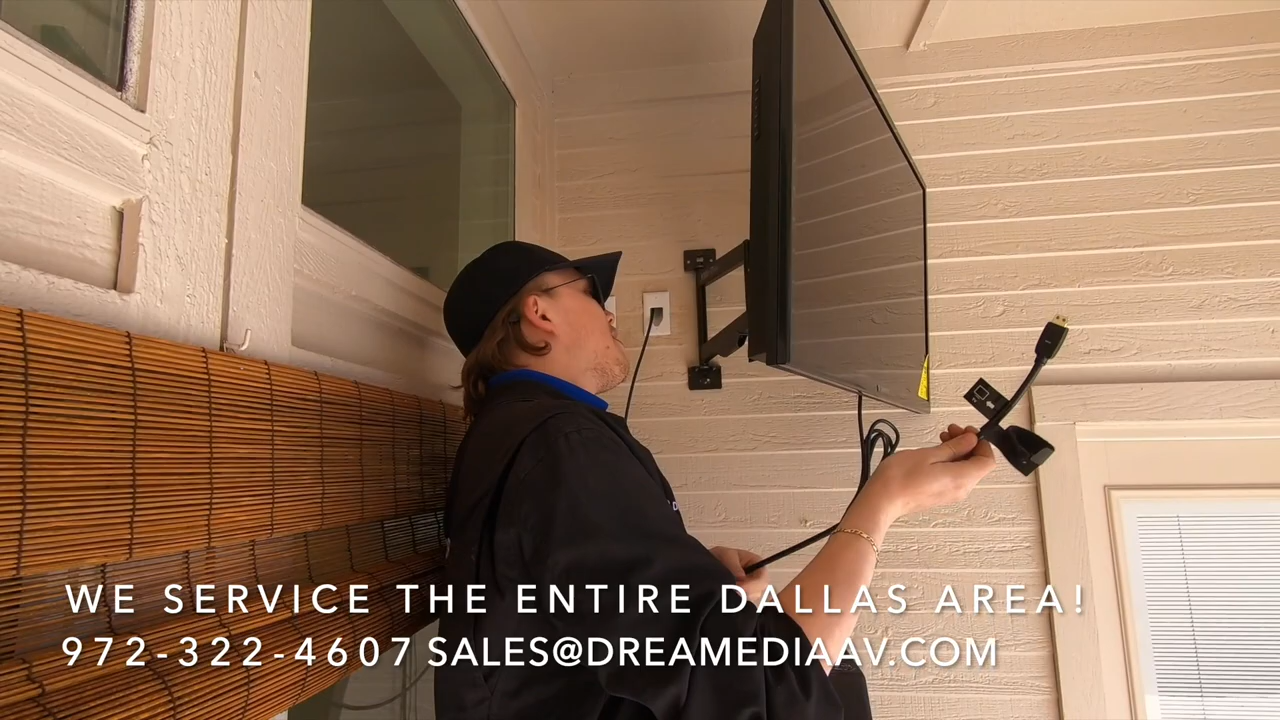 WE SERVICE THE ENTIRE DALLAS AREA!
972-322-4607 SALES@DREAMEDIAAV.COM